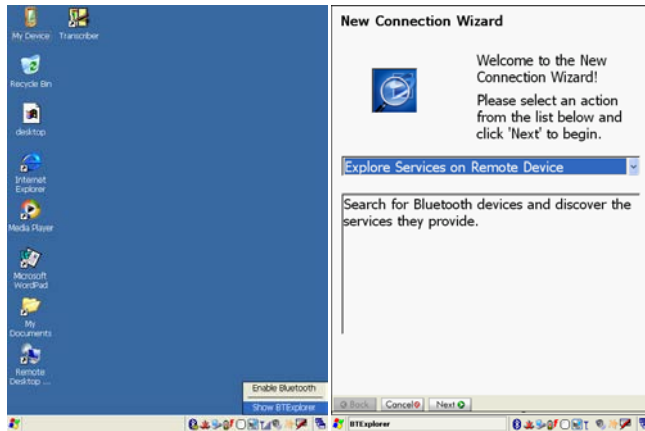 My Device
Transcriber
Recycle Bin
desktop
Internet
Explorer
Media Player
Microsoft
WordPad
My
Documents
Remote
Desktop ...
Enable Bluetooth
Show BTExplorer
New Connection Wizard
Welcome to the New
Connection Wizard!
Please select an action
from the list below and
click 'Next' to begin.
Explore Services on Remote Device
Search for Bluetooth devices and discover the
services they provide.
Back Cancel Next
BTExplorer